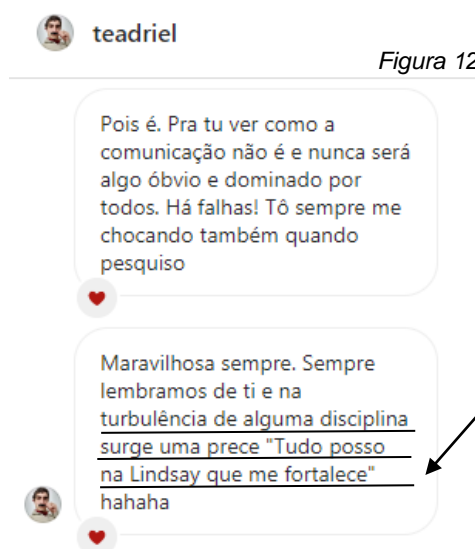 teadriel
Figura 12
Pois é. Pra tu ver como a
comunicação não é e nunca será
algo óbvio e dominado por
todos. Há falhas! Tô sempre me
chocando também quando
pesquiso
Maravilhosa sempre. Sempre
lembramos de ti e na
turbulência de alguma disciplina
surge uma prece "Tudo posso
na Lindsay que me fortalece"
hahaha